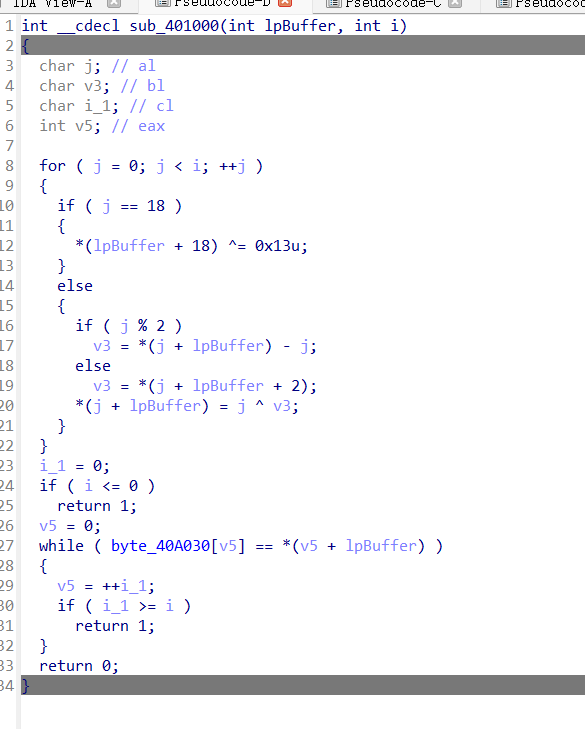 IDA View-A Pseudocode-D Pseudocode-C Pseudocod
1 int __cdecl sub_401000(int lpBuffer, int i)
2 {
3 char j; // al
4 char v3; // bl
5 char i_1; // cl
6 int v5; // eax
7
8 for ( j = 0; j < i; ++j )
9 {
10 if ( j == 18 )
11 {
12 *(lpBuffer + 18) ^= 0x13u;
13 }
14 else
15 {
16 if ( j % 2 )
17 v3 = *(j + lpBuffer) - j;
18 else
19 v3 = *(j + lpBuffer + 2);
20 *(j + lpBuffer) = j ^ v3;
21 }
22 }
23 i_1 = 0;
24 if ( i <= 0 )
25 return 1;
26 v5 = 0;
27 while ( byte_40A030[v5] == *(v5 + lpBuffer) )
28 {
29 v5 = ++i_1;
30 if ( i_1 >= i )
31 return 1;
32 }
33 return 0;
34 }